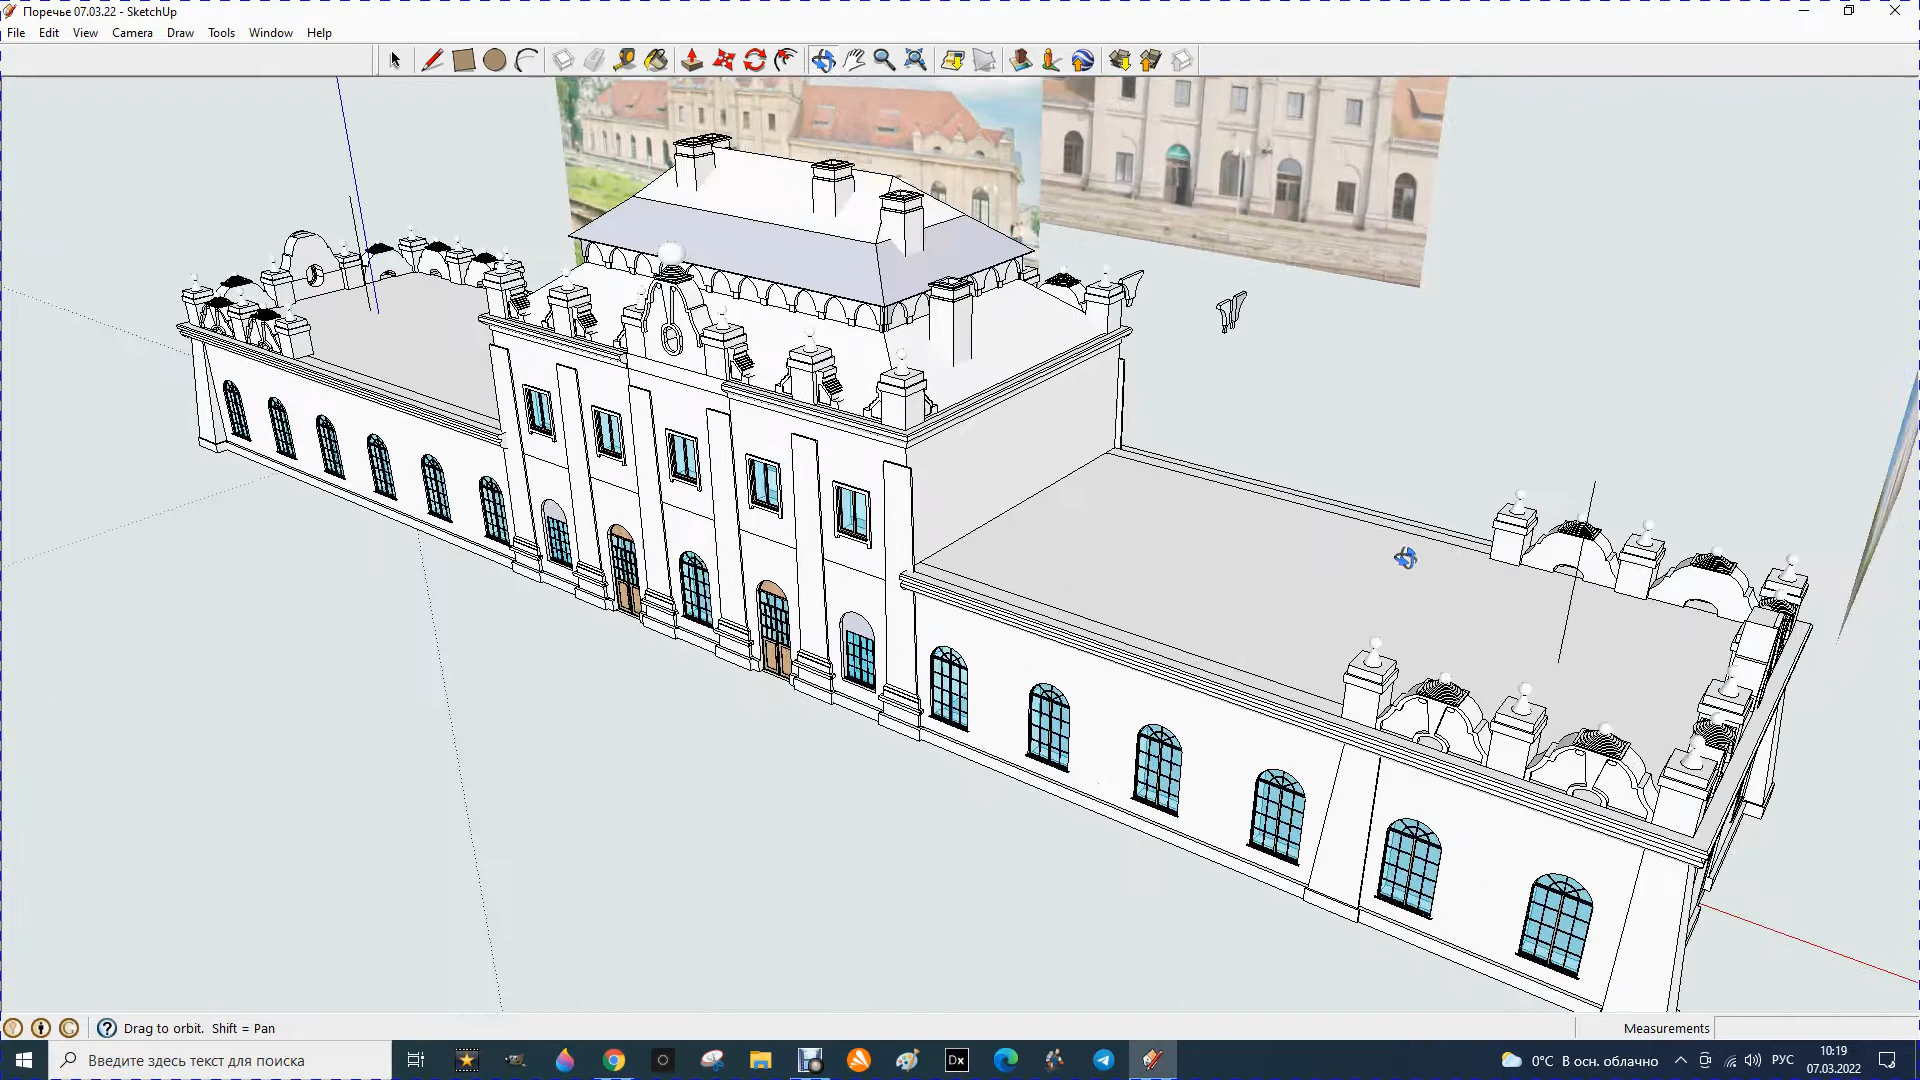 Поречье 07.03.22 - SketchUp
File Edit View Camera Draw Tools Window Help
Drag to orbit. Shift = Pan
Measurements
Введите здесь текст для поиска
Dx
0°C В осн. облачно
РУС
10:19
07.03.2022